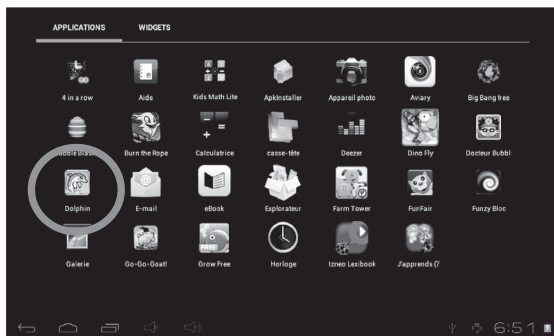 APPLICATIONS WIDGETS
4 in a row Aide Kids Math Lite ApkInstaller Appareil photo Aviary Big Bang free
Burn the Rope Calculatrice casse-tête Deezer Dino Fly Docteur Bubbl
Dolphin E-mail eBook Explorateur Farm Tower FunFair Funzy Bloc
FREE
Galerie Go-Go-Goat! Grow Free Horloge Izneo Lexibook J'apprends (7
6:51